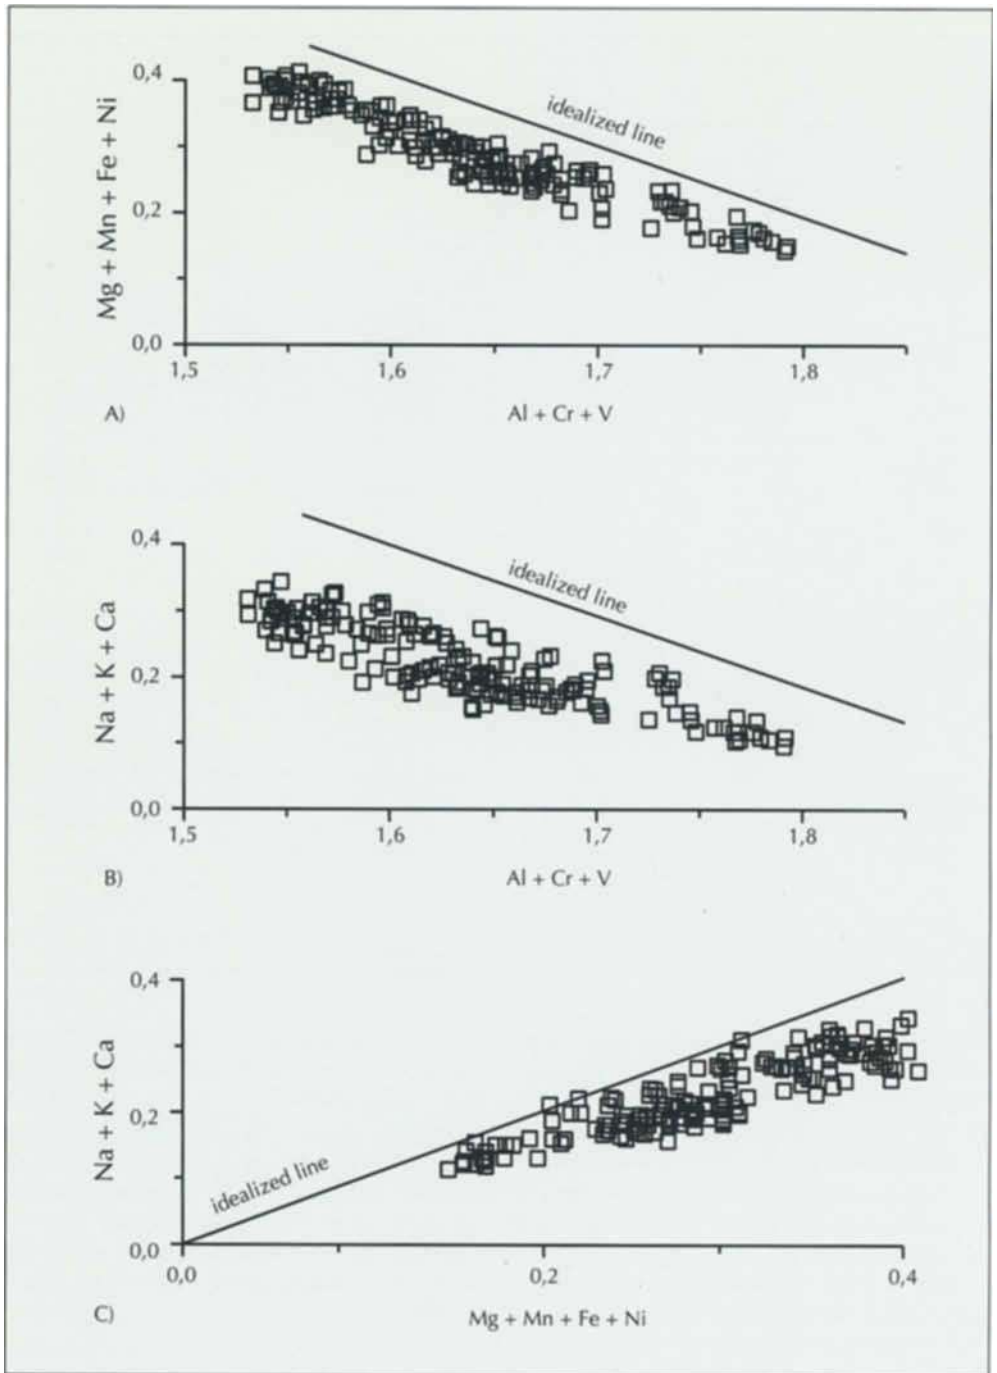 Mg + Mn + Fe + Ni
0,4
0,2
0,0
idealized line
1,5
1,6
1,7
1,8
A)
Al + Cr + V
Na + K + Ca
0,4
0,2
0,0
idealized line
1,5
1,6
1,7
1,8
B)
Al + Cr + V
Na + K + Ca
0,4
0,2
0,0
idealized line
0,0
0,2
0,4
C)
Mg + Mn + Fe + Ni